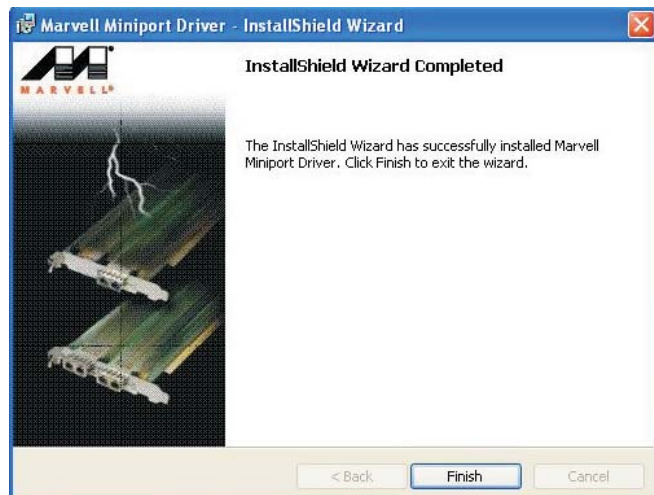 Marvell Miniport Driver - InstallShield Wizard
MARVELL®
InstallShield Wizard Completed
The InstallShield Wizard has successfully installed Marvell
Miniport Driver. Click Finish to exit the wizard.
< Back
Finish
Cancel